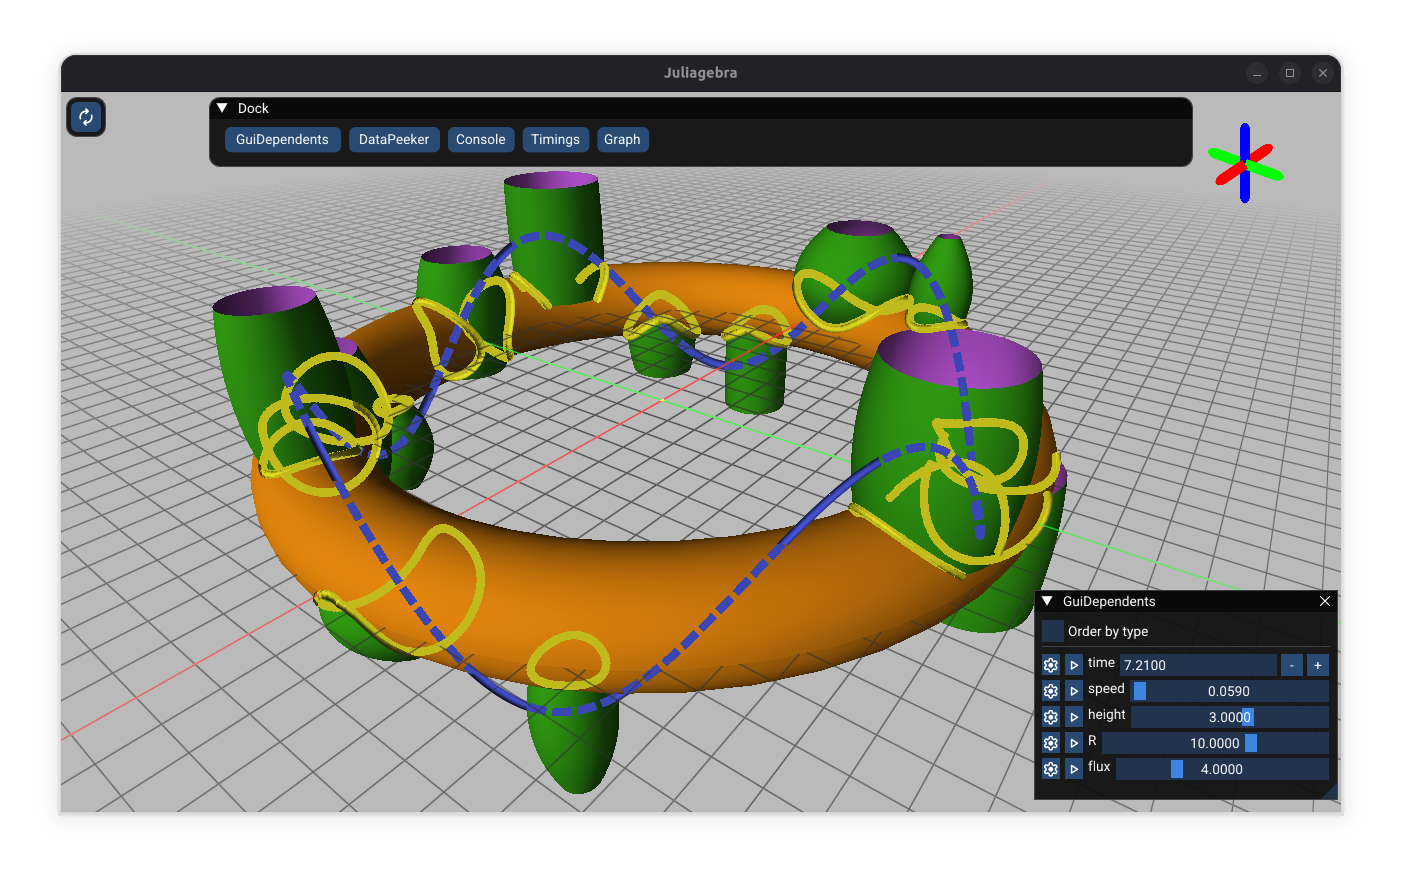 Juliagebra
Dock
GuiDependents DataPeeker Console Timings Graph
GuiDependents
Order by type
time 7.2100 - +
speed 0.0590
height 3.0000
R 10.0000
flux 4.0000